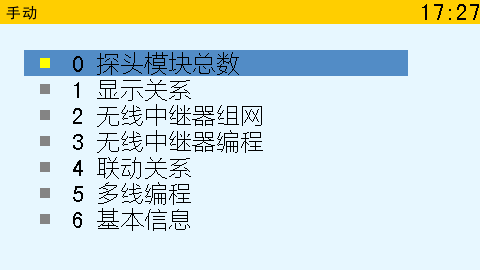 手动 17:27
0 探头模块总数
1 显示关系
2 无线中继器组网
3 无线中继器编程
4 联动关系
5 多线编程
6 基本信息